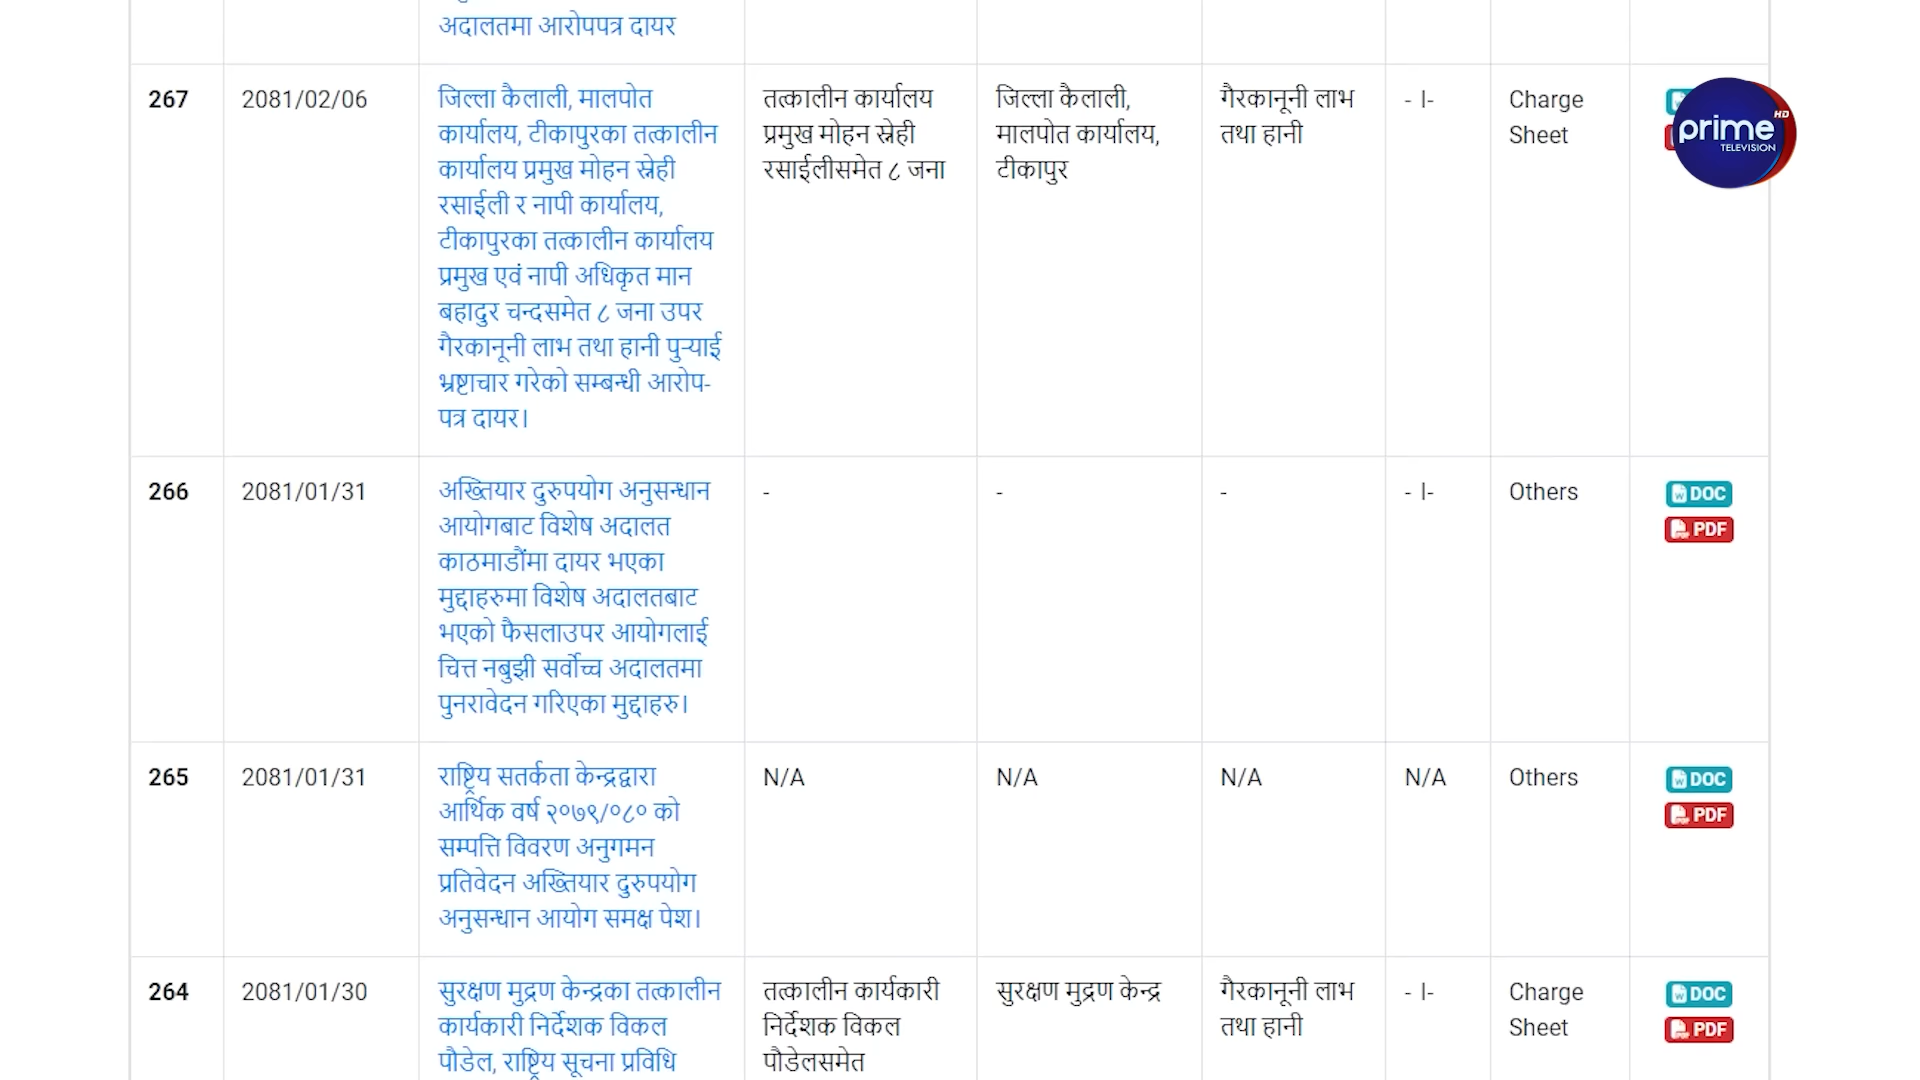 अदालतमा आरोपपत्र दायर
267
2081/02/06
जिल्ला कैलाली, मालपोत
कार्यालय, टीकापुरका तत्कालीन
कार्यालय प्रमुख मोहन स्नेही
रसाईली र नापी कार्यालय,
टीकापुरका तत्कालीन कार्यालय
प्रमुख एवं नापी अधिकृत मान
बहादुर चन्दसमेत ८ जना उपर
गैरकानूनी लाभ तथा हानी पुर्‍याई
भ्रष्टाचार गरेको सम्बन्धी आरोप-
पत्र दायर।
तत्कालीन कार्यालय
प्रमुख मोहन स्नेही
रसाईलीसमेत ८ जना
जिल्ला कैलाली,
मालपोत कार्यालय,
टीकापुर
गैरकानूनी लाभ
तथा हानी
- ।-
Charge
Sheet
prime HD
TELEVISION
266
2081/01/31
अख्तियार दुरुपयोग अनुसन्धान
आयोगबाट विशेष अदालत
काठमाडौंमा दायर भएका
मुद्दाहरुमा विशेष अदालतबाट
भएको फैसलाउपर आयोगलाई
चित्त नबुझी सर्वोच्च अदालतमा
पुनरावेदन गरिएका मुद्दाहरु।
-
-
-
- ।-
Others
DOC
PDF
265
2081/01/31
राष्ट्रिय सतर्कता केन्द्रद्वारा
आर्थिक वर्ष २०७९/०८० को
सम्पत्ति विवरण अनुगमन
प्रतिवेदन अख्तियार दुरुपयोग
अनुसन्धान आयोग समक्ष पेश।
N/A
N/A
N/A
N/A
Others
DOC
PDF
264
2081/01/30
सुरक्षण मुद्रण केन्द्रका तत्कालीन
कार्यकारी निर्देशक विकल
पौडेल, राष्ट्रिय सूचना प्रविधि
तत्कालीन कार्यकारी
निर्देशक विकल
पौडेलसमेत
सुरक्षण मुद्रण केन्द्र
गैरकानूनी लाभ
तथा हानी
- ।-
Charge
Sheet
DOC
PDF